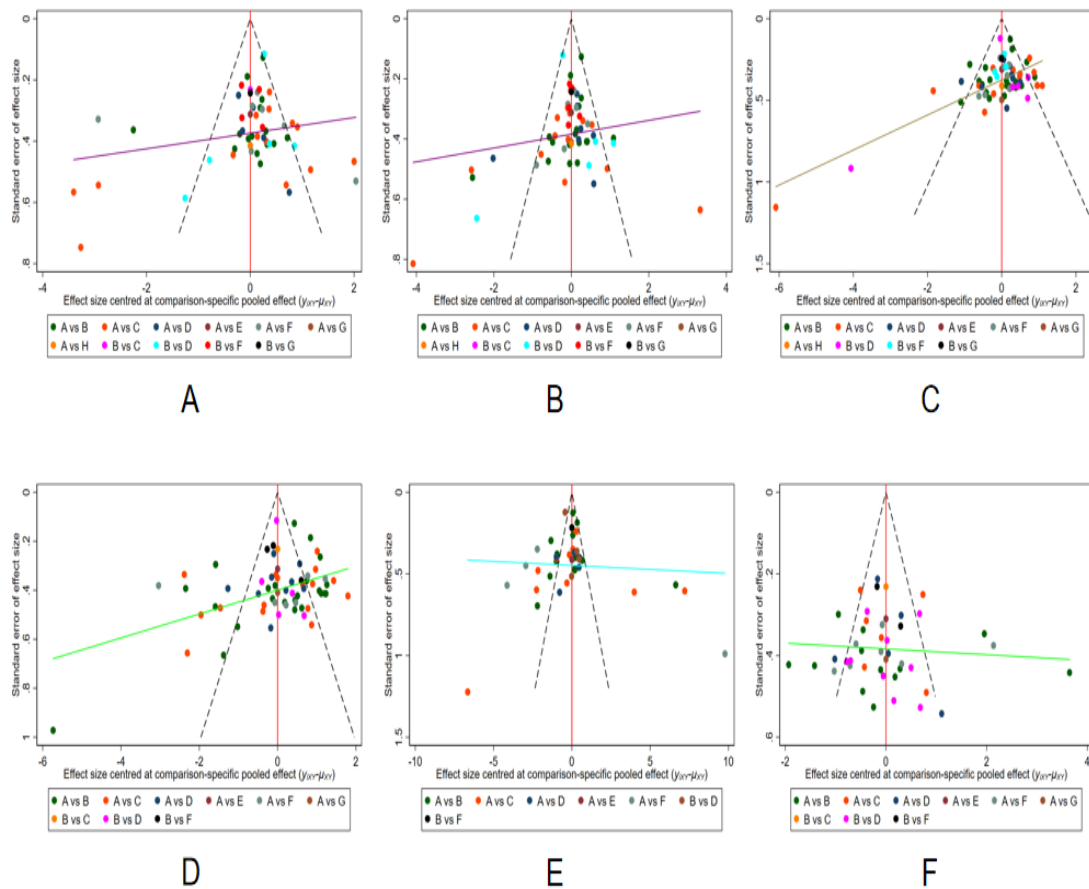 Standard error of effect size
0
.2
.4
.6
.8
-4 -2 0 2
Effect size centred at comparison-specific pooled effect (yiXY-μXY)
A vs B A vs C A vs D A vs E A vs F A vs G
A vs H B vs C B vs D B vs F B vs G
A
Standard error of effect size
0
.2
.4
.6
.8
-4 -2 0 2 4
Effect size centred at comparison-specific pooled effect (yiXY-μXY)
A vs B A vs C A vs D A vs E A vs F A vs G
A vs H B vs C B vs D B vs F B vs G
B
Standard error of effect size
0
.5
1
1.5
-6 -4 -2 0 2
Effect size centred at comparison-specific pooled effect (yiXY-μXY)
A vs B A vs C A vs D A vs E A vs F A vs G
A vs H B vs D B vs F B vs G
C
Standard error of effect size
0
.2
.4
.6
.8
1
-6 -4 -2 0 2
Effect size centred at comparison-specific pooled effect (yiXY-μXY)
A vs B A vs C A vs D A vs E A vs F A vs G
B vs C B vs D B vs F
D
Standard error of effect size
0
.5
1
1.5
-10 -5 0 5 10
Effect size centred at comparison-specific pooled effect (yiXY-μXY)
A vs B A vs C A vs D A vs E A vs F B vs D
B vs F
E
Standard error of effect size
0
.2
.4
.6
-2 0 2 4
Effect size centred at comparison-specific pooled effect (yiXY-μXY)
A vs B A vs C A vs D A vs E A vs F A vs G
B vs C B vs D B vs F
F